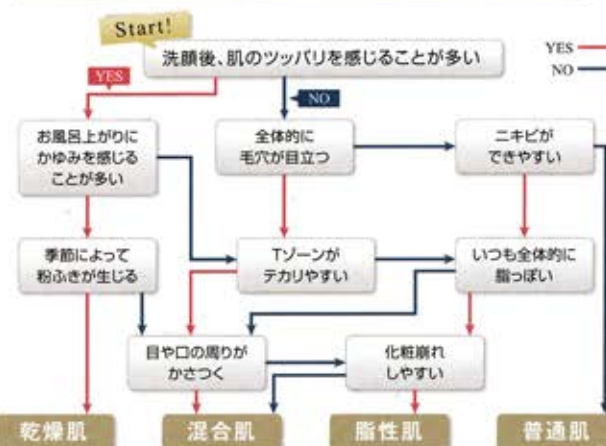 Start!
洗顔後、肌のツッパリを感じることが多い
YES
NO
YES
NO
お風呂上がりに
かゆみを感じる
ことが多い
全体的に
毛穴が目立つ
ニキビが
できやすい
季節によって
粉ふきが生じる
Tゾーンが
テカリやすい
いつも全体的に
脂っぽい
目や口の周りが
かさつく
化粧崩れ
しやすい
乾燥肌
混合肌
脂性肌
普通肌